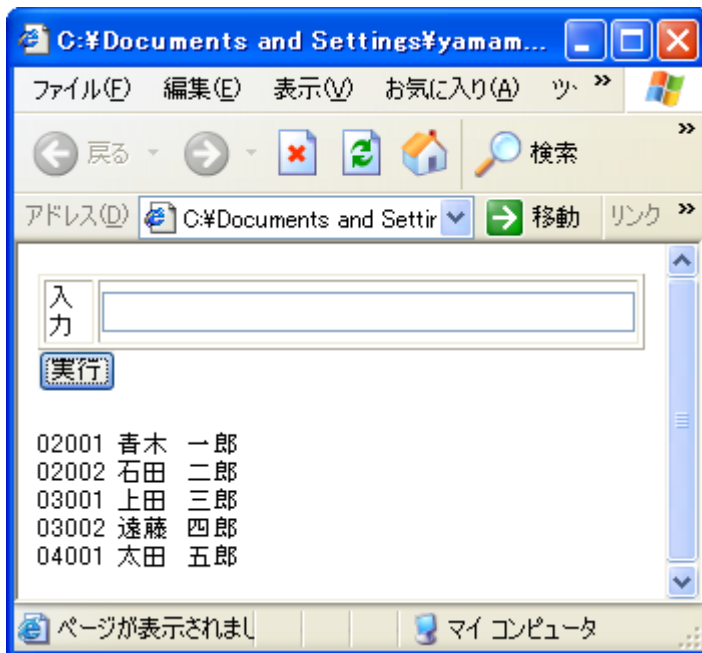 C:¥Documents and Settings¥yamam...
ファイル(F) 編集(E) 表示(V) お気に入り(A) ツ »
戻る 検索 »
アドレス(D) C:¥Documents and Settir 移動 リンク »
入
力
実行
02001 青木 一郎
02002 石田 二郎
03001 上田 三郎
03002 遠藤 四郎
04001 太田 五郎
ページが表示されまし マイ コンピュータ